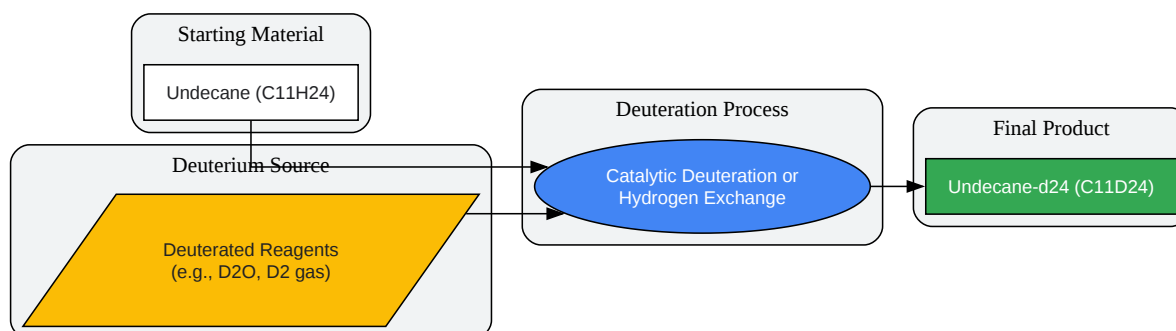 Starting Material
Undecane (C11H24)
Deuterium Source
Deuterated Reagents
(e.g., D2O, D2 gas)
Deuteration Process
Catalytic Deuteration or
Hydrogen Exchange
Final Product
Undecane-d24 (C11D24)